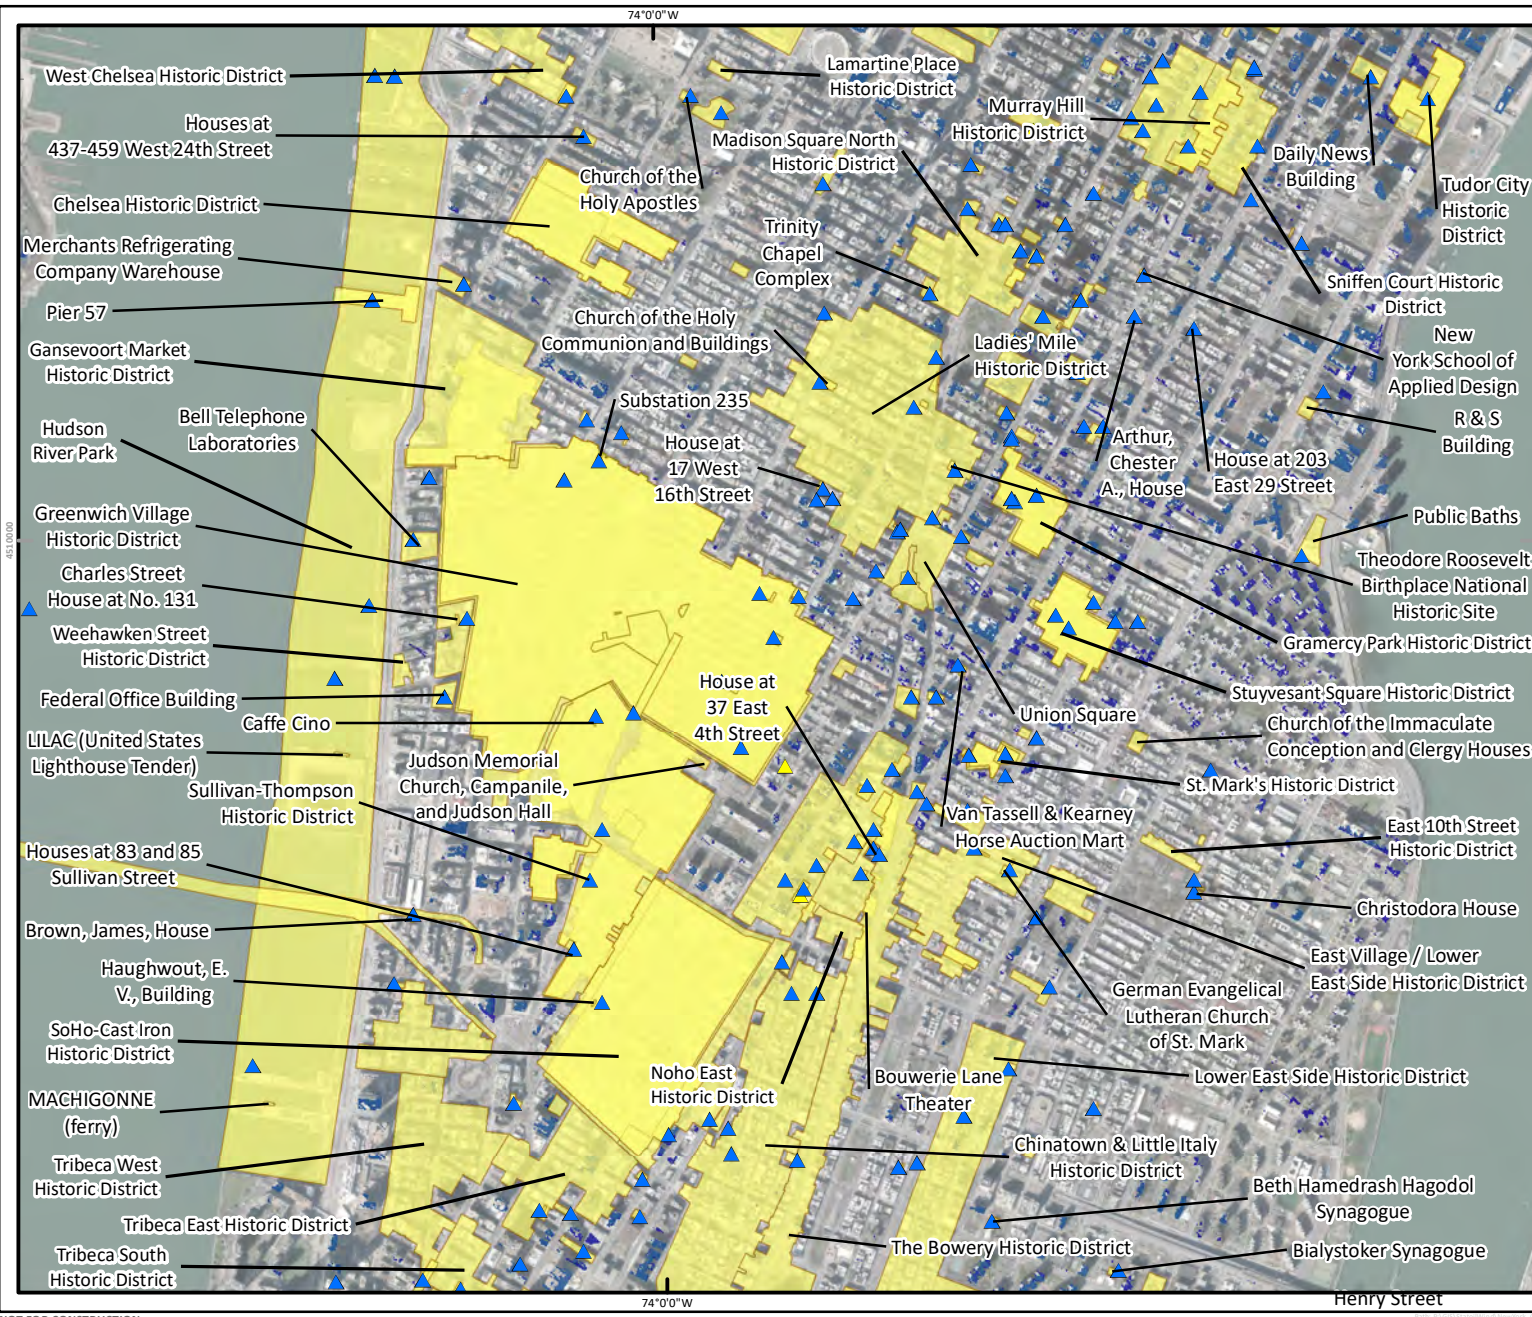 74°0'0"W
West Chelsea Historic District
Lamartine Place
Historic District
Murray Hill
Historic District
Houses at
437-459 West 24th Street
Madison Square North
Historic District
Daily News
Building
Church of the
Holy Apostles
Tudor City
Historic
District
Chelsea Historic District
Trinity
Chapel
Complex
Merchants Refrigerating
Company Warehouse
Sniffen Court Historic
District
Pier 57
Church of the Holy
Communion and Buildings
Ladies' Mile
Historic District
New
York School of
Applied Design
Gansevoort Market
Historic District
Substation 235
Bell Telephone
Laboratories
Hudson
River Park
House at
17 West
16th Street
Arthur,
Chester
A., House
House at 203
East 29 Street
R & S
Building
Greenwich Village
Historic District
Public Baths
4510000
Charles Street
House at No. 131
Theodore Roosevelt
Birthplace National
Historic Site
Weehawken Street
Historic District
Gramercy Park Historic District
Federal Office Building
House at
37 East
4th Street
Stuyvesant Square Historic District
Caffe Cino
Union Square
Church of the Immaculate
Conception and Clergy Houses
LILAC (United States
Lighthouse Tender)
Judson Memorial
Church, Campanile,
and Judson Hall
St. Mark's Historic District
Sullivan-Thompson
Historic District
Van Tassell & Kearney
Horse Auction Mart
East 10th Street
Historic District
Houses at 83 and 85
Sullivan Street
Christodora House
Brown, James, House
East Village / Lower
East Side Historic District
Haughwout, E.
V., Building
German Evangelical
Lutheran Church
of St. Mark
SoHo-Cast Iron
Historic District
Noho East
Historic District
Bouwerie Lane
Theater
Lower East Side Historic District
MACHIGONNE
(ferry)
Chinatown & Little Italy
Historic District
Tribeca West
Historic District
Beth Hamedrash Hagodol
Synagogue
Tribeca East Historic District
The Bowery Historic District
Bialystoker Synagogue
Tribeca South
Historic District
Henry Street
74°0'0"W